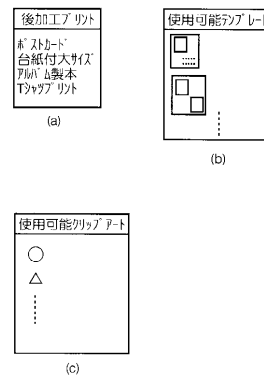 後加工プリント
ポストカード
台紙付大サイズ
アルバム製本
Tシャツプリント
(a)
使用可能テンプレート
(b)
使用可能クリップアート
(c)